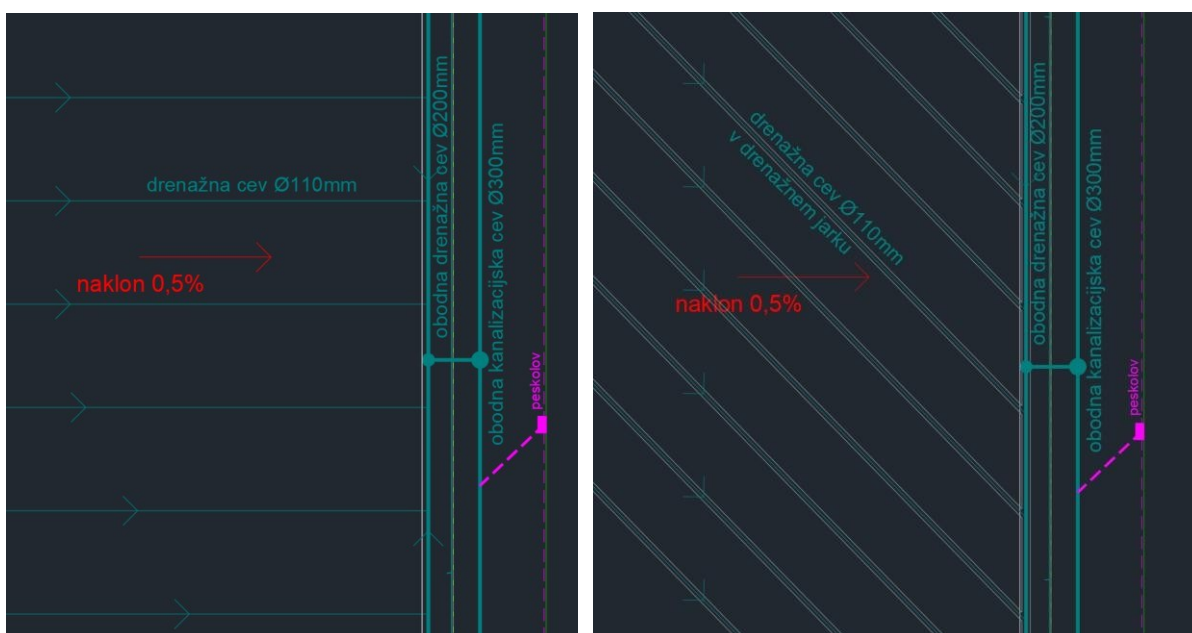 drenažna cev Ø110mm
naklon 0,5%
obodna drenažna cev Ø200mm
obodna kanalizacijska cev Ø300mm
peskolov
drenažna cev Ø110mm
v drenažnem jarku
naklon 0,5%
obodna drenažna cev Ø200mm
obodna kanalizacijska cev Ø300mm
peskolov